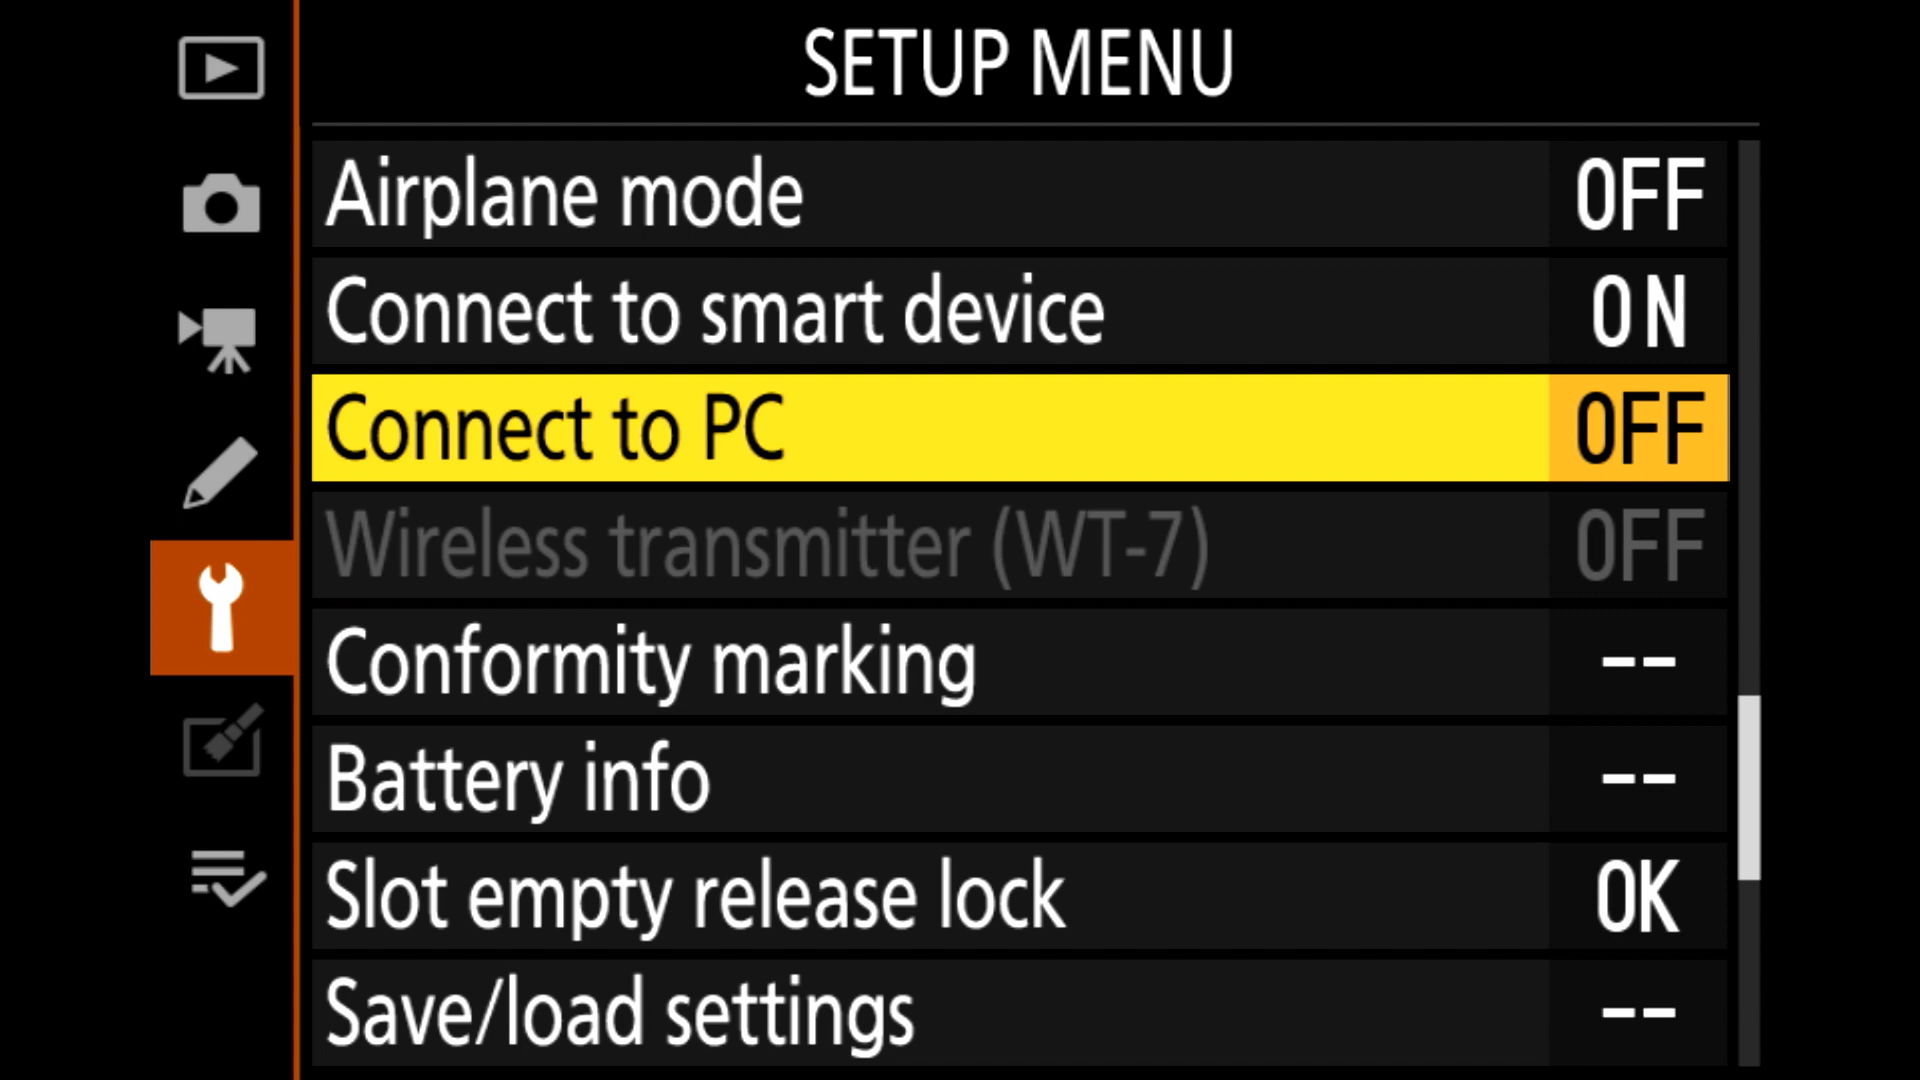 SETUP MENU
Airplane mode OFF
Connect to smart device ON
Connect to PC OFF
Wireless transmitter (WT-7) OFF
Conformity marking --
Battery info --
Slot empty release lock OK
Save/load settings --